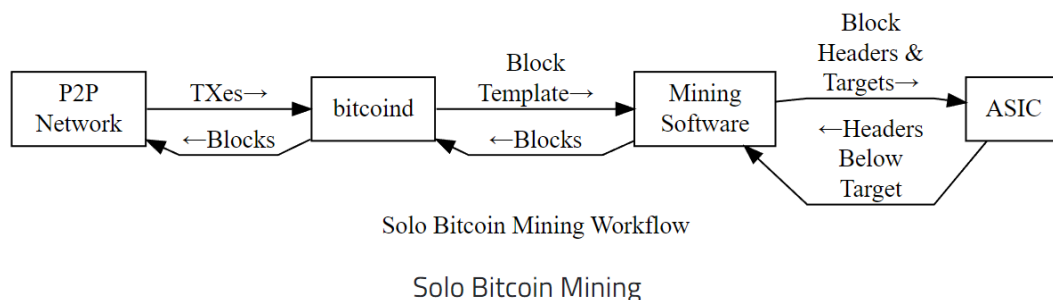 P2P
Network
TXes→
←Blocks
bitcoind
Block
Template→
←Blocks
Mining
Software
Block
Headers &
Targets→
←Headers
Below
Target
ASIC
Solo Bitcoin Mining Workflow
Solo Bitcoin Mining